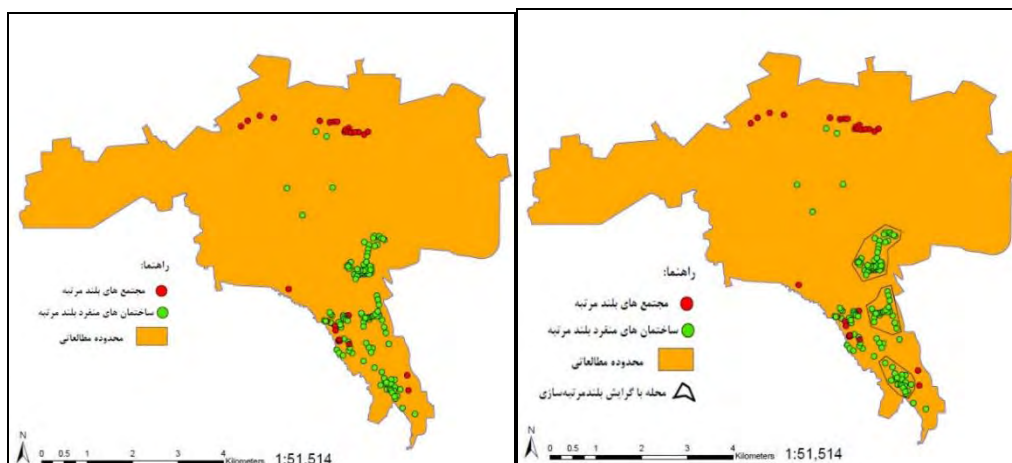 راهنما:
مجتمع های بلند مرتبه
ساختمان های منفرد بلند مرتبه
محدوده مطالعاتی
N
0 0.5 1 2 3 4
Kilometers 1:51,514
راهنما:
مجتمع های بلند مرتبه
ساختمان های منفرد بلند مرتبه
محدوده مطالعاتی
محله با گرایش بلندمرتبه‌سازی
N
0 0.5 1 2 3 4
Kilometers 1:51,514